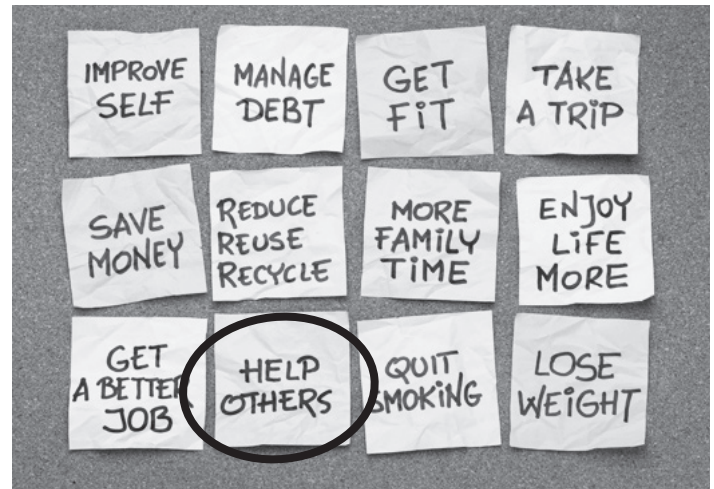 IMPROVE
SELF
MANAGE
DEBT
GET
FiT
TAKE
A TRiP
SAVE
MONEY
REDUCE
REUSE
RECYCLE
MORE
FAMILY
TiME
ENJOY
LiFE
MORE
GET
A BETTER
JOB
HELP
OTHERS
QUIT
SMOKiNG
LOSE
WEiGHT